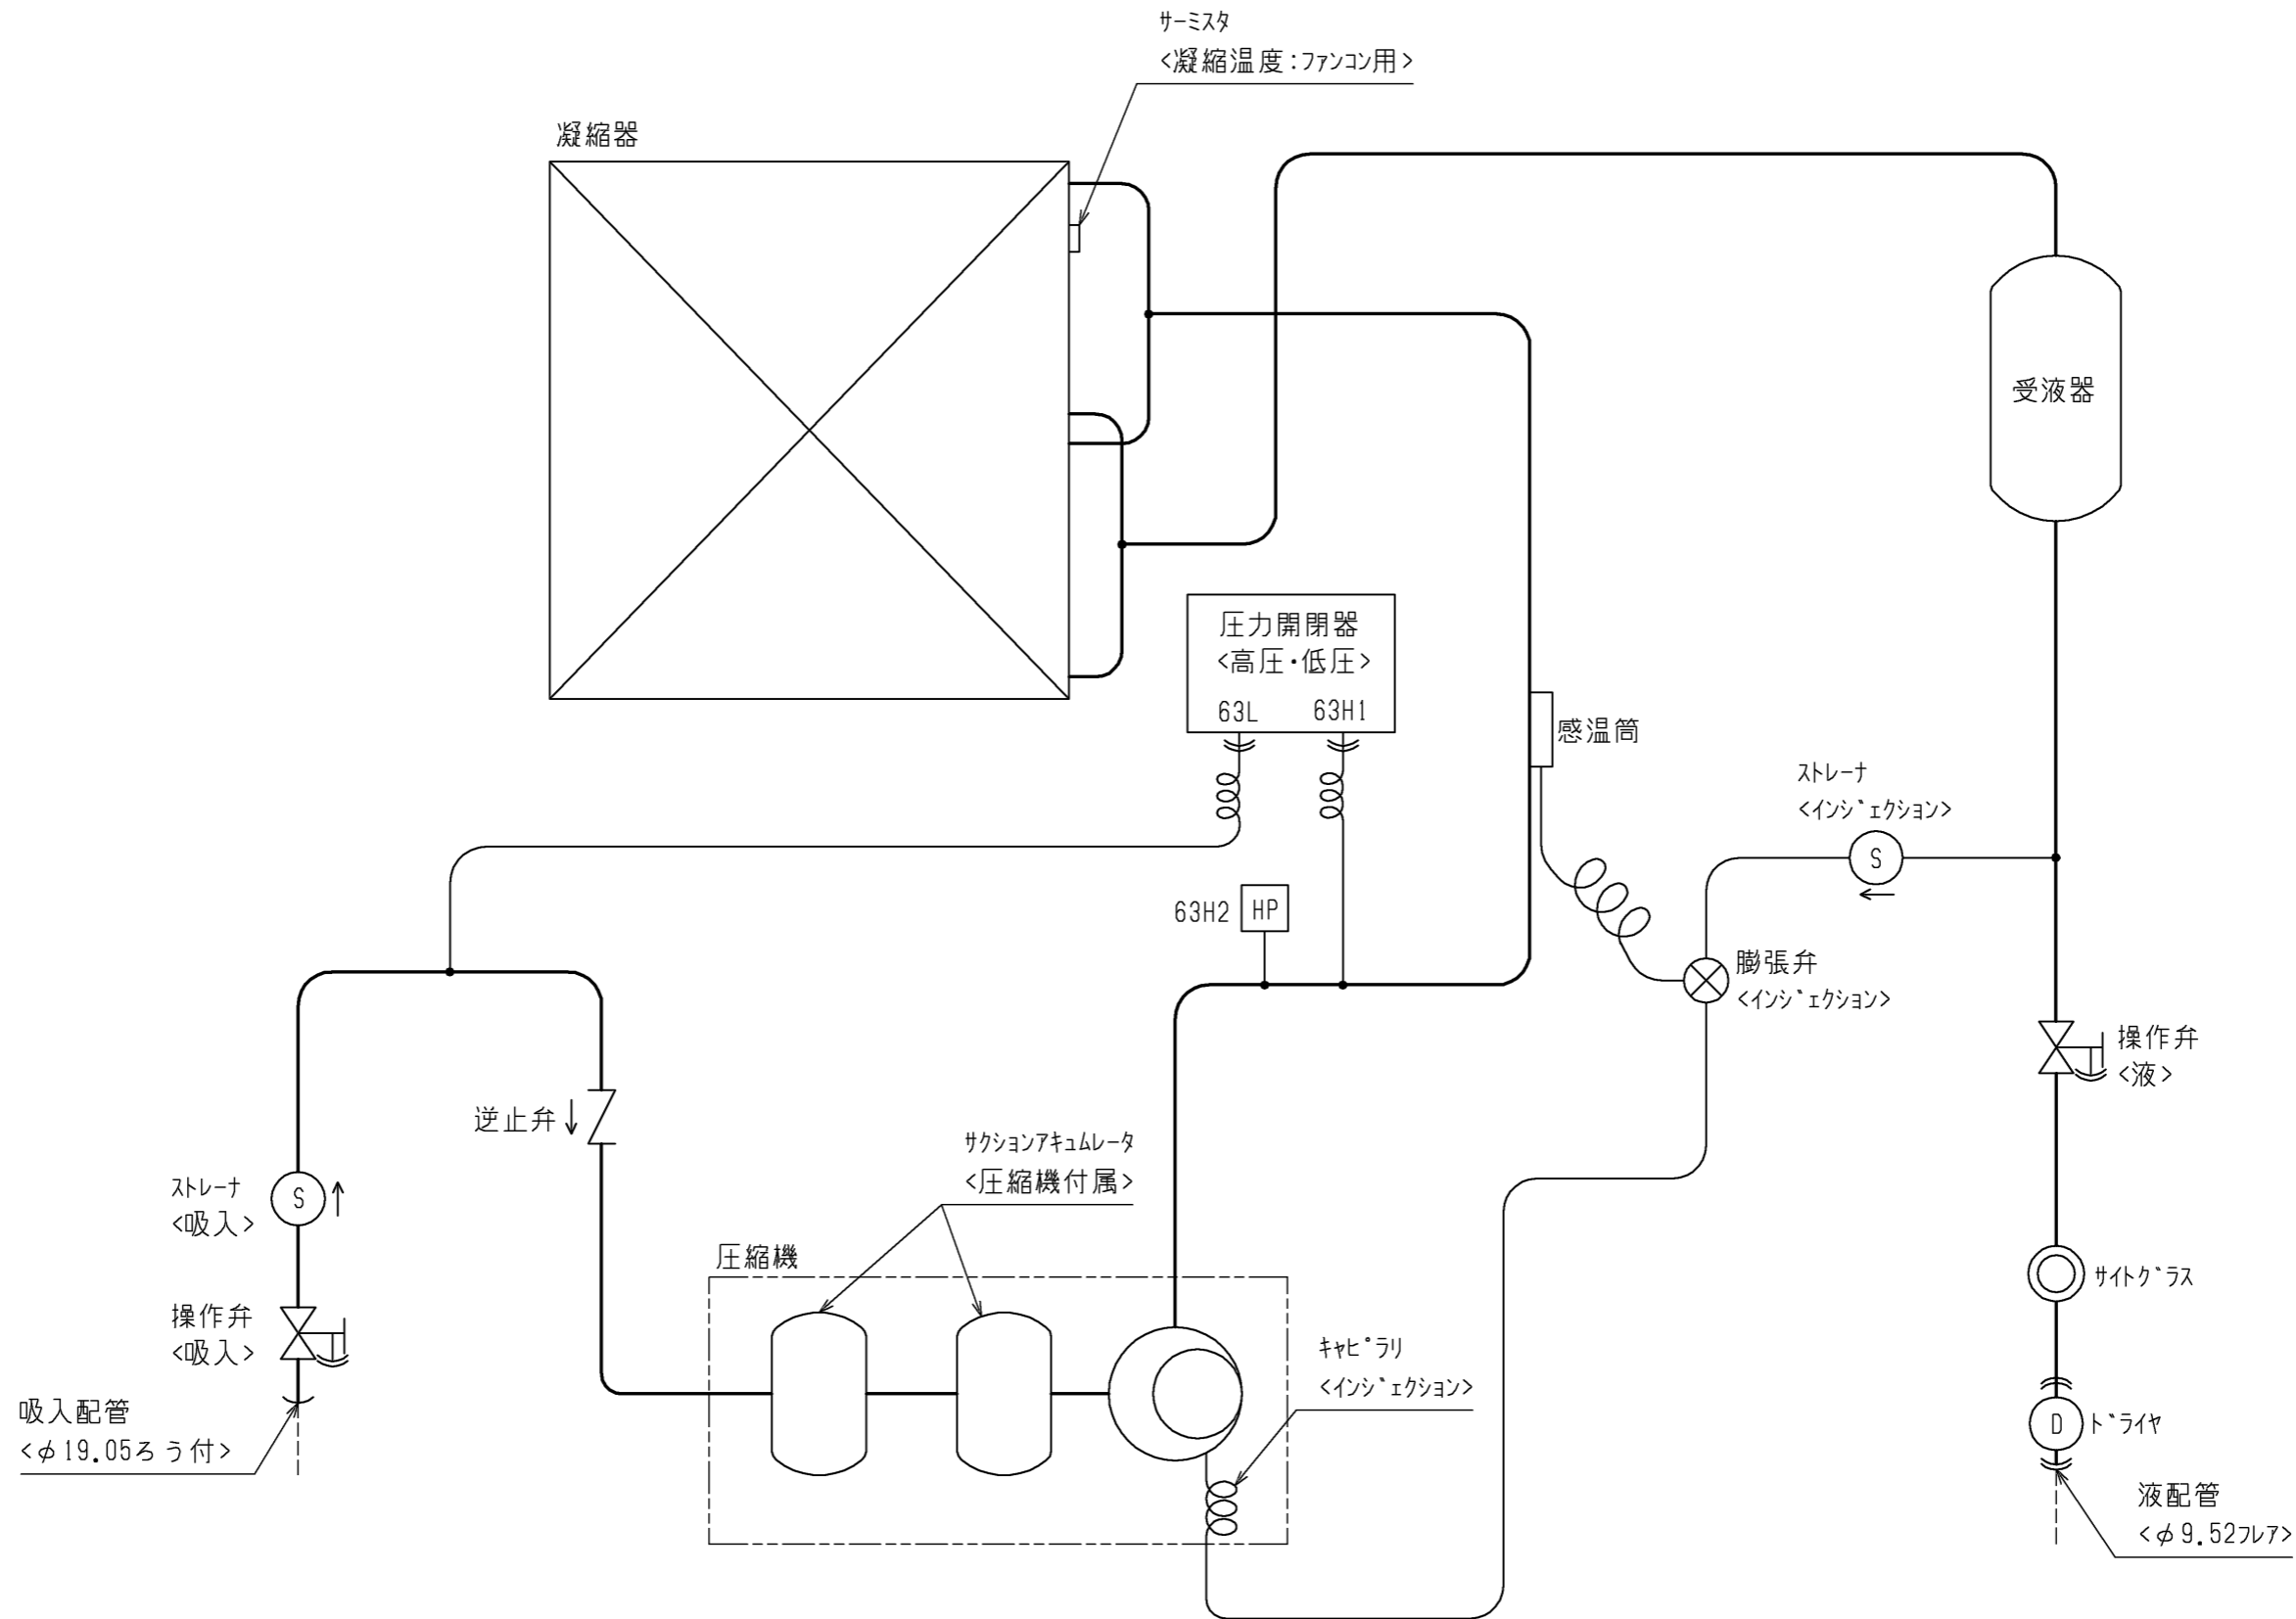 サーミスタ
<凝縮温度:ファンコン用>
凝縮器
受液器
圧力開閉器
<高圧・低圧>
63L 63H1
感温筒
ストレーナ
<インジェクション>
S
63H2 HP
膨張弁
<インジェクション>
操作弁
<液>
逆止弁
サクションアキュムレータ
<圧縮機付属>
ストレーナ
<吸入>
S
圧縮機
サイトグラス
操作弁
<吸入>
キャピラリ
<インジェクション>
吸入配管
<φ19.05ろう付>
D ドライヤ
液配管
<φ9.52フレア>